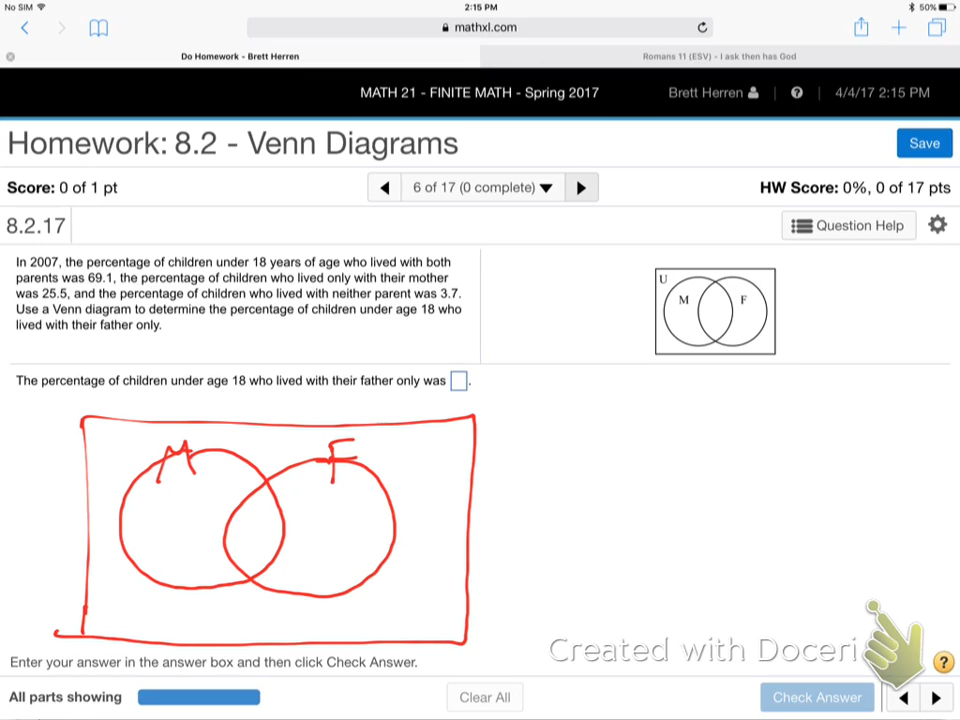 No SIM 2:15 PM 50%
mathxl.com
Do Homework - Brett Herren Romans 11 (ESV) - I ask then has God
MATH 21 - FINITE MATH - Spring 2017 Brett Herren ? 4/4/17 2:15 PM
Homework: 8.2 - Venn Diagrams Save
Score: 0 of 1 pt 6 of 17 (0 complete) HW Score: 0%, 0 of 17 pts
8.2.17 Question Help
In 2007, the percentage of children under 18 years of age who lived with both
parents was 69.1, the percentage of children who lived only with their mother
was 25.5, and the percentage of children who lived with neither parent was 3.7.
Use a Venn diagram to determine the percentage of children under age 18 who
lived with their father only.
U
M F
The percentage of children under age 18 who lived with their father only was .
M F
Created with Doceri
Enter your answer in the answer box and then click Check Answer. ?
All parts showing Clear All Check Answer